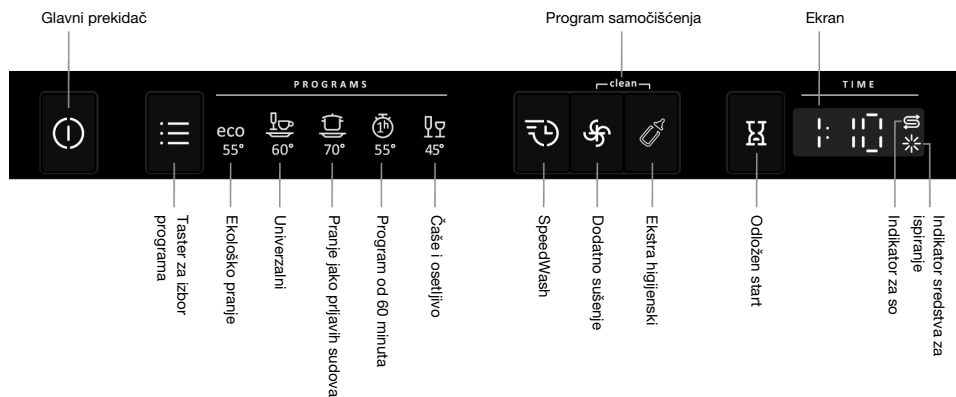 Glavni prekidač
Program samočišćenja
Ekran
PROGRAMS
clean
TIME
eco
55°
60°
70°
1h
55°
45°
1:10
Taster za izbor
programa
Ekološko pranje
Univerzalni
Pranje jako prljavih sudova
Program od 60 minuta
Čaše i osetljivo
SpeedWash
Dodatno sušenje
Ekstra higijenski
Odložen start
Indikator za so
Indikator sredstva za
ispiranje